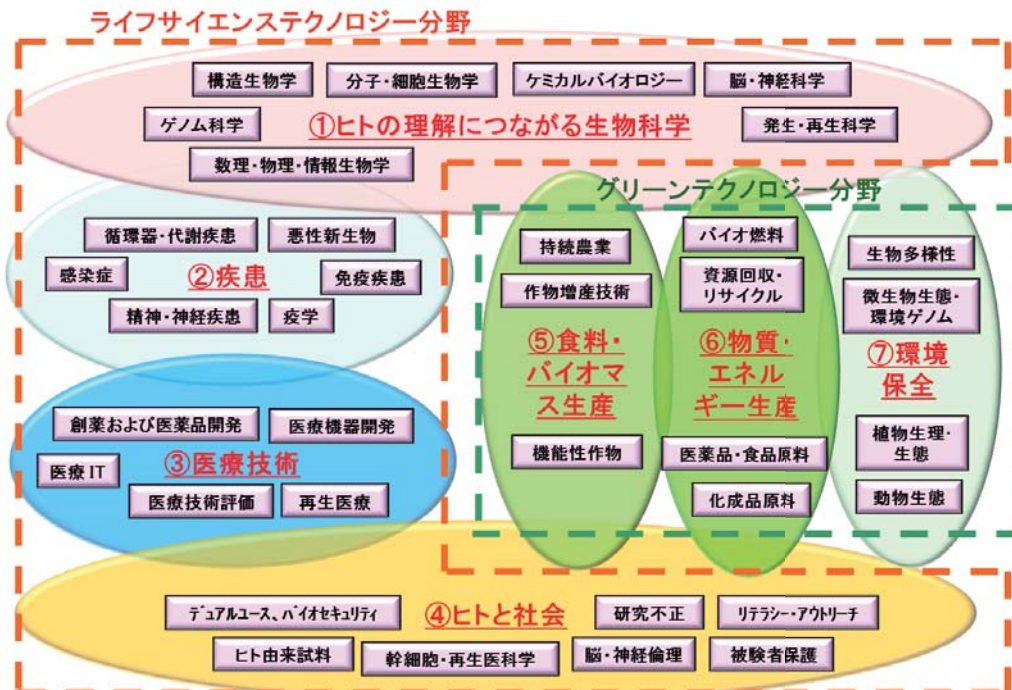 ライフサイエンステクノロジー分野
構造生物学
分子・細胞生物学
ケミカルバイオロジー
脳・神経科学
ゲノム科学
①ヒトの理解につながる生物科学
発生・再生科学
数理・物理・情報生物学
グリーンテクノロジー分野
循環器・代謝疾患
悪性新生物
感染症
②疾患
免疫疾患
精神・神経疾患
疫学
持続農業
作物増産技術
⑤食料・
バイオマ
ス生産
機能性作物
バイオ燃料
資源回収・
リサイクル
⑥物質・
エネル
ギー生産
医薬品・食品原料
化成品原料
生物多様性
微生物生態・
環境ゲノム
⑦環境
保全
植物生理・
生態
動物生態
創薬および医薬品開発
医療機器開発
医療IT
③医療技術
医療技術評価
再生医療
デュアルユース、バイオセキュリティ
④ヒトと社会
研究不正
リテラシー・アウトリーチ
ヒト由来試料
幹細胞・再生医科学
脳・神経倫理
被験者保護